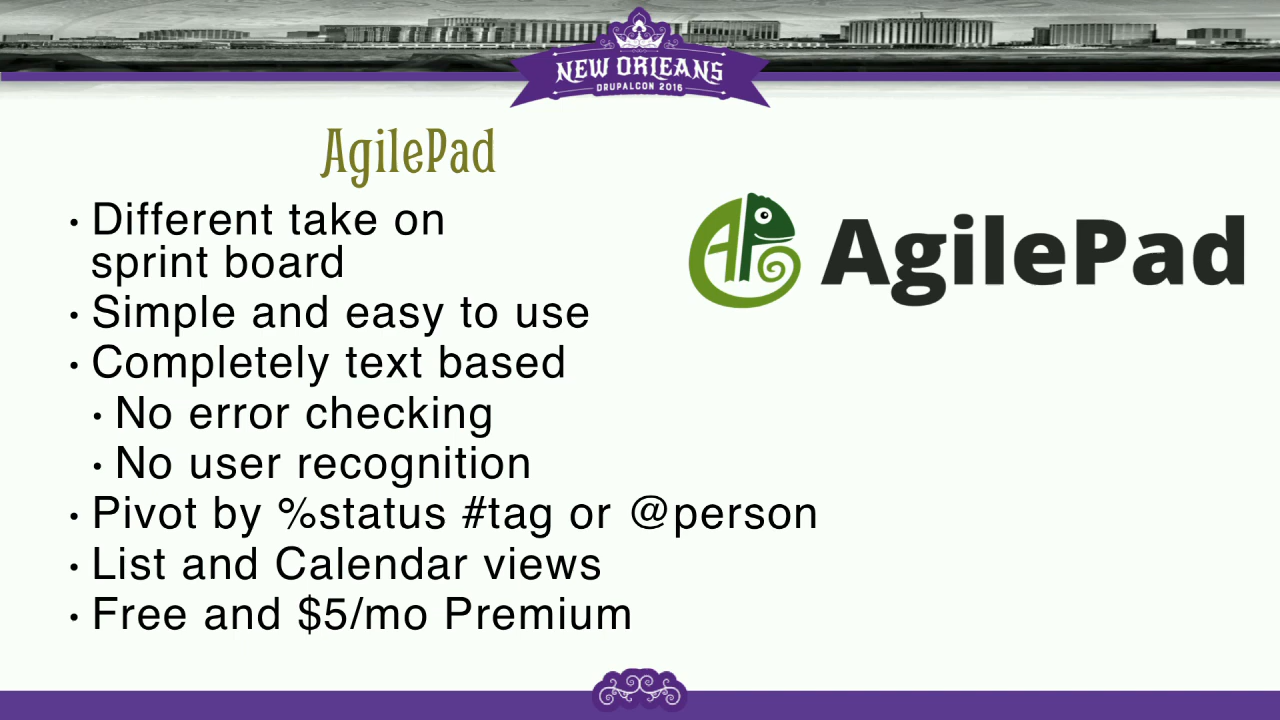 NEW ORLEANS
DRUPALCON 2016
AgilePad
• Different take on
sprint board
• Simple and easy to use
• Completely text based
• No error checking
• No user recognition
• Pivot by %status #tag or @person
• List and Calendar views
• Free and $5/mo Premium
AP AgilePad